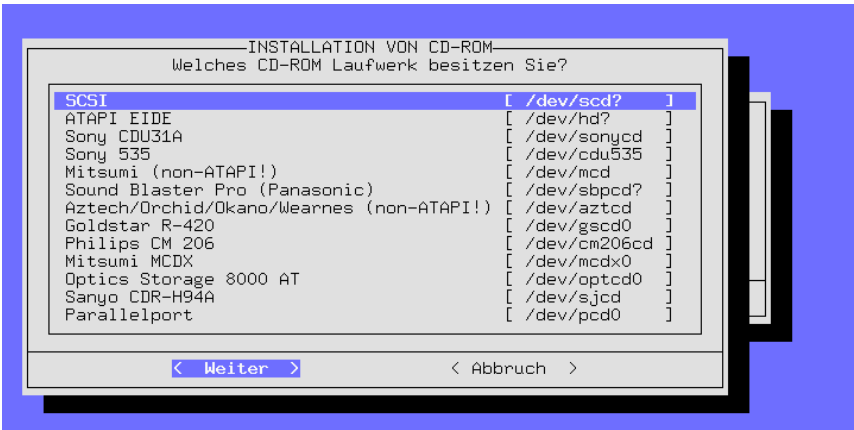 INSTALLATION VON CD-ROM
Welches CD-ROM Laufwerk besitzen Sie?
SCSI [ /dev/scd? ]
ATAPI EIDE [ /dev/hd? ]
Sony CDU31A [ /dev/sonycd ]
Sony 535 [ /dev/cdu535 ]
Mitsumi (non-ATAPI!) [ /dev/mcd ]
Sound Blaster Pro (Panasonic) [ /dev/sbpcd? ]
Aztech/Orchid/Okano/Wearnes (non-ATAPI!) [ /dev/aztcd ]
Goldstar R-420 [ /dev/gscd0 ]
Philips CM 206 [ /dev/cm206cd ]
Mitsumi MCDX [ /dev/mcdx0 ]
Optics Storage 8000 AT [ /dev/optcd0 ]
Sanyo CDR-H94A [ /dev/sjcd ]
Parallelport [ /dev/pcd0 ]
< Weiter > < Abbruch >